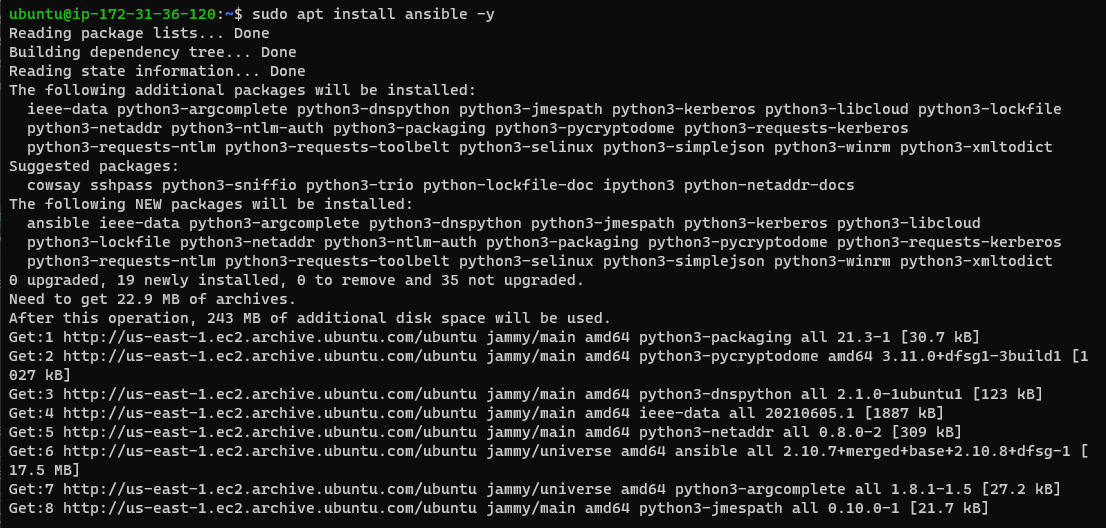 ubuntu@ip-172-31-36-120:~$ sudo apt install ansible -y
Reading package lists... Done
Building dependency tree... Done
Reading state information... Done
The following additional packages will be installed:
  ieee-data python3-argcomplete python3-dnspython python3-jmespath python3-kerberos python3-libcloud python3-lockfile
  python3-netaddr python3-ntlm-auth python3-packaging python3-pycryptodome python3-requests-kerberos
  python3-requests-ntlm python3-requests-toolbelt python3-selinux python3-simplejson python3-winrm python3-xmltodict
Suggested packages:
  cowsay sshpass python3-sniffio python3-trio python-lockfile-doc ipython3 python-netaddr-docs
The following NEW packages will be installed:
  ansible ieee-data python3-argcomplete python3-dnspython python3-jmespath python3-kerberos python3-libcloud
  python3-lockfile python3-netaddr python3-ntlm-auth python3-packaging python3-pycryptodome python3-requests-kerberos
  python3-requests-ntlm python3-requests-toolbelt python3-selinux python3-simplejson python3-winrm python3-xmltodict
0 upgraded, 19 newly installed, 0 to remove and 35 not upgraded.
Need to get 22.9 MB of archives.
After this operation, 243 MB of additional disk space will be used.
Get:1 http://us-east-1.ec2.archive.ubuntu.com/ubuntu jammy/main amd64 python3-packaging all 21.3-1 [30.7 kB]
Get:2 http://us-east-1.ec2.archive.ubuntu.com/ubuntu jammy/main amd64 python3-pycryptodome amd64 3.11.0+dfsg1-3build1 [1
027 kB]
Get:3 http://us-east-1.ec2.archive.ubuntu.com/ubuntu jammy/main amd64 python3-dnspython all 2.1.0-1ubuntu1 [123 kB]
Get:4 http://us-east-1.ec2.archive.ubuntu.com/ubuntu jammy/main amd64 ieee-data all 20210605.1 [1887 kB]
Get:5 http://us-east-1.ec2.archive.ubuntu.com/ubuntu jammy/main amd64 python3-netaddr all 0.8.0-2 [309 kB]
Get:6 http://us-east-1.ec2.archive.ubuntu.com/ubuntu jammy/universe amd64 ansible all 2.10.7+merged+base+2.10.8+dfsg-1 [
17.5 MB]
Get:7 http://us-east-1.ec2.archive.ubuntu.com/ubuntu jammy/universe amd64 python3-argcomplete all 1.8.1-1.5 [27.2 kB]
Get:8 http://us-east-1.ec2.archive.ubuntu.com/ubuntu jammy/main amd64 python3-jmespath all 0.10.0-1 [21.7 kB]